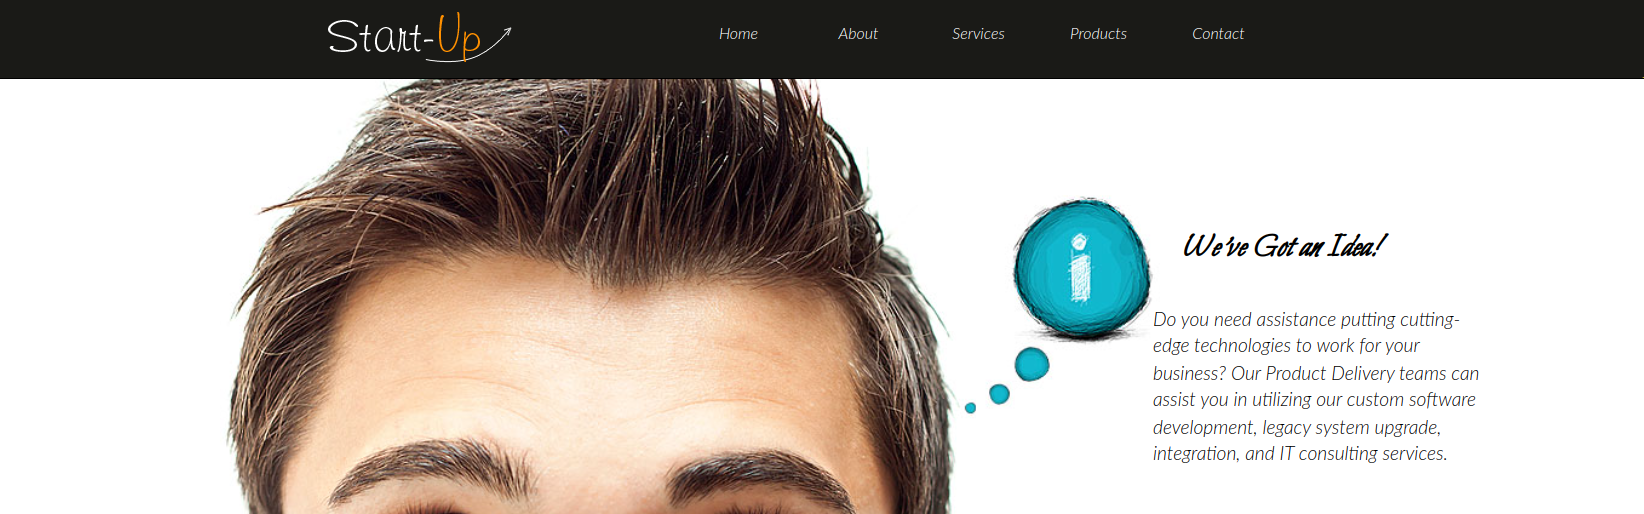 Start-Up
Home About Services Products Contact
i
We've Got an Idea!
Do you need assistance putting cutting-
edge technologies to work for your
business? Our Product Delivery teams can
assist you in utilizing our custom software
development, legacy system upgrade,
integration, and IT consulting services.